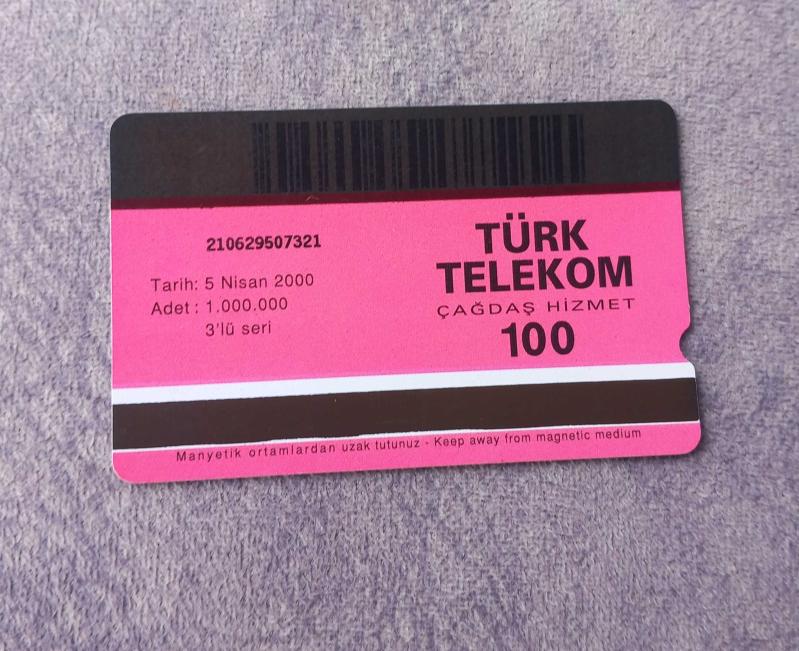 210629507321
Tarih: 5 Nisan 2000
Adet : 1.000.000
3'lü seri
TÜRK
TELEKOM
ÇAĞDAŞ HİZMET
100
Manyetik ortamlardan uzak tutunuz - Keep away from magnetic medium